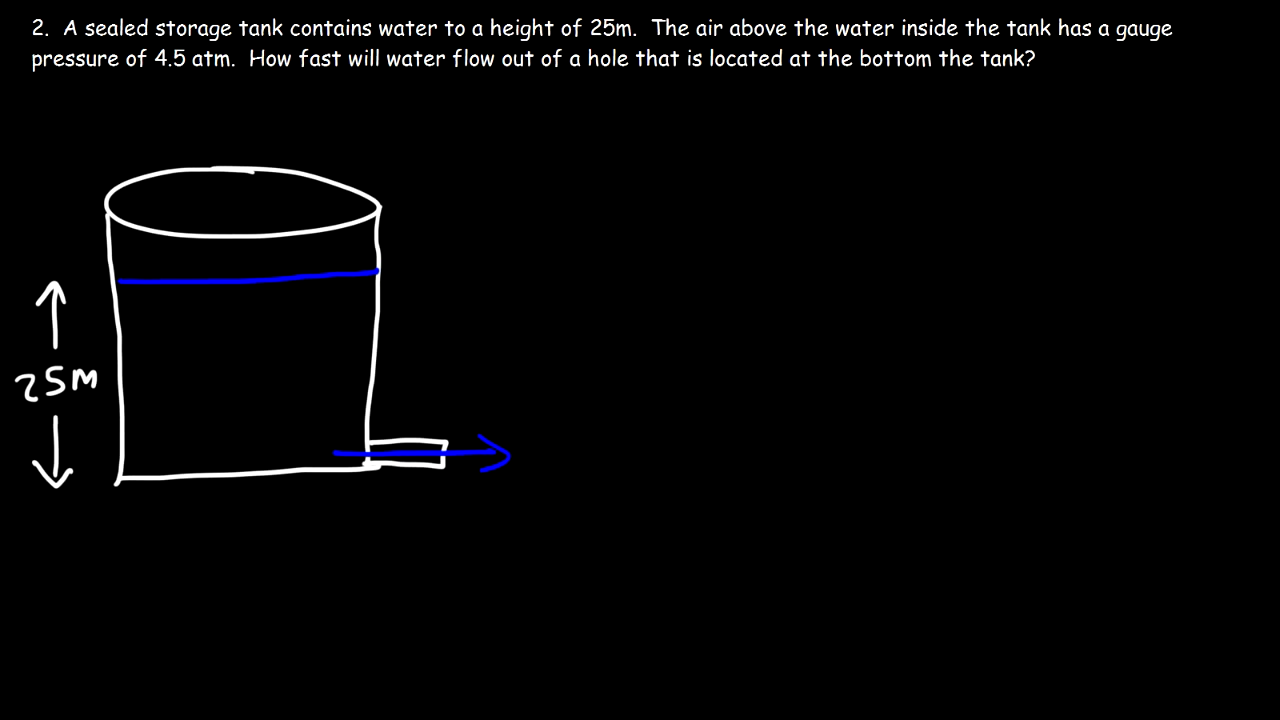 2. A sealed storage tank contains water to a height of 25m. The air above the water inside the tank has a gauge
pressure of 4.5 atm. How fast will water flow out of a hole that is located at the bottom the tank?
25M